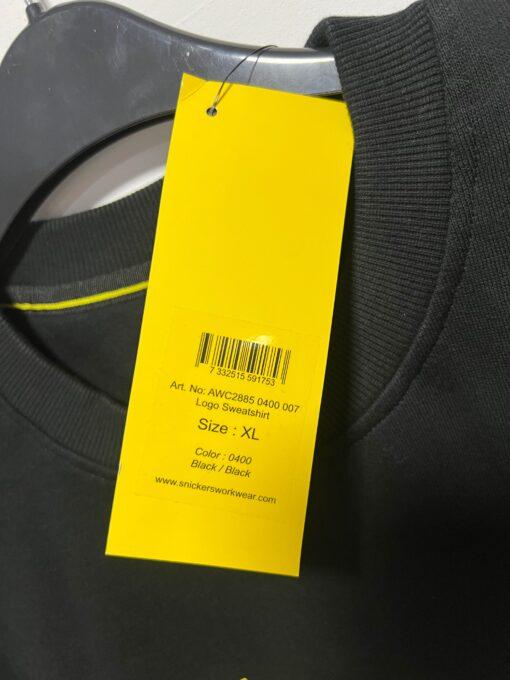 7 332515 591753
Art. No: AWC2885 0400 007
Logo Sweatshirt
Size : XL
Color : 0400
Black / Black
www.snickersworkwear.com